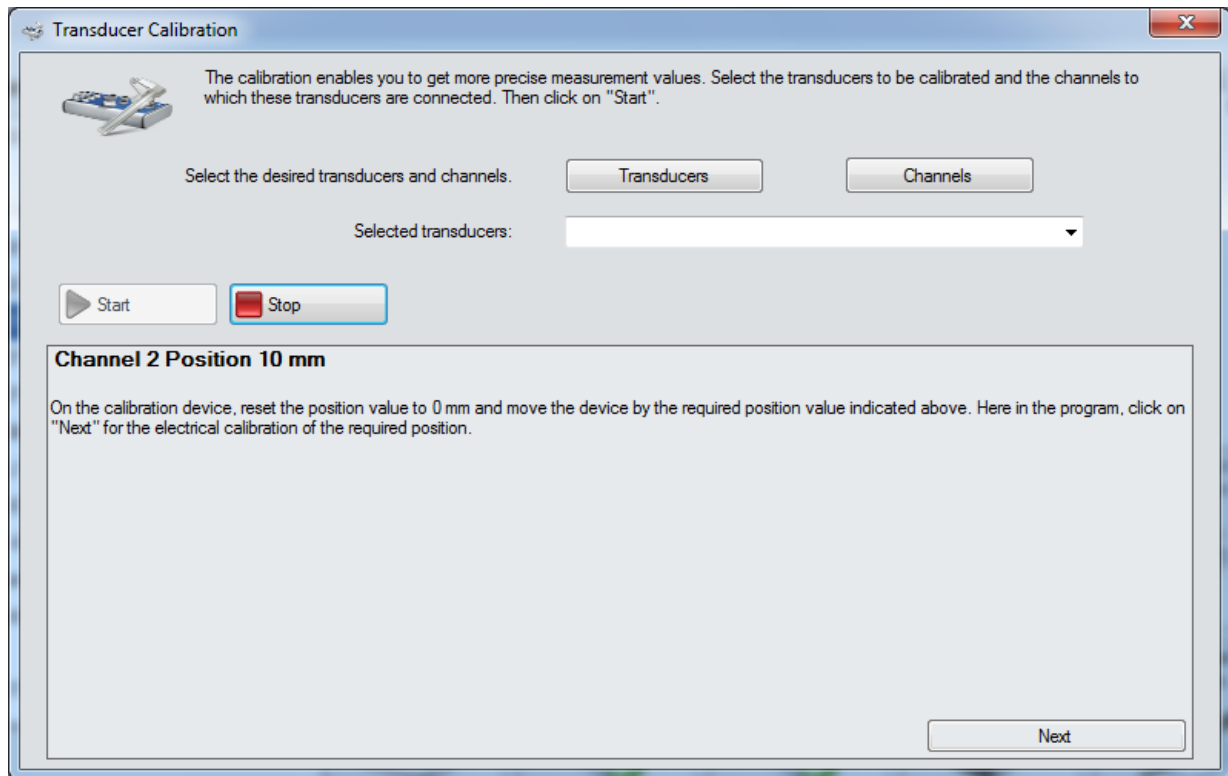 Transducer Calibration
The calibration enables you to get more precise measurement values. Select the transducers to be calibrated and the channels to
which these transducers are connected. Then click on "Start".
Select the desired transducers and channels.
Transducers
Channels
Selected transducers:
Start
Stop
Channel 2 Position 10 mm
On the calibration device, reset the position value to 0 mm and move the device by the required position value indicated above. Here in the program, click on
"Next" for the electrical calibration of the required position.
Next